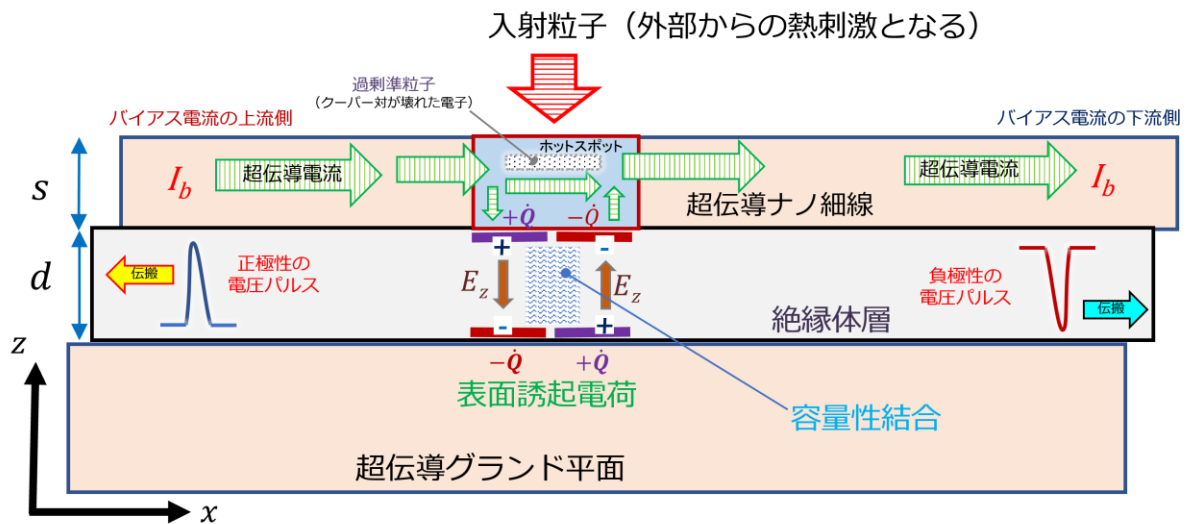 入射粒子（外部からの熱刺激となる）
過剰準粒子
（クーパー対が壊れた電子）
バイアス電流の上流側
バイアス電流の下流側
ホットスポット
s
I_b
超伝導電流
超伝導電流
I_b
超伝導ナノ細線
+Q̇
−Q̇
+
-
d
伝搬
正極性の
電圧パルス
E_z
E_z
負極性の
電圧パルス
伝搬
絶縁体層
-
+
z
−Q̇
+Q̇
表面誘起電荷
容量性結合
超伝導グランド平面
x